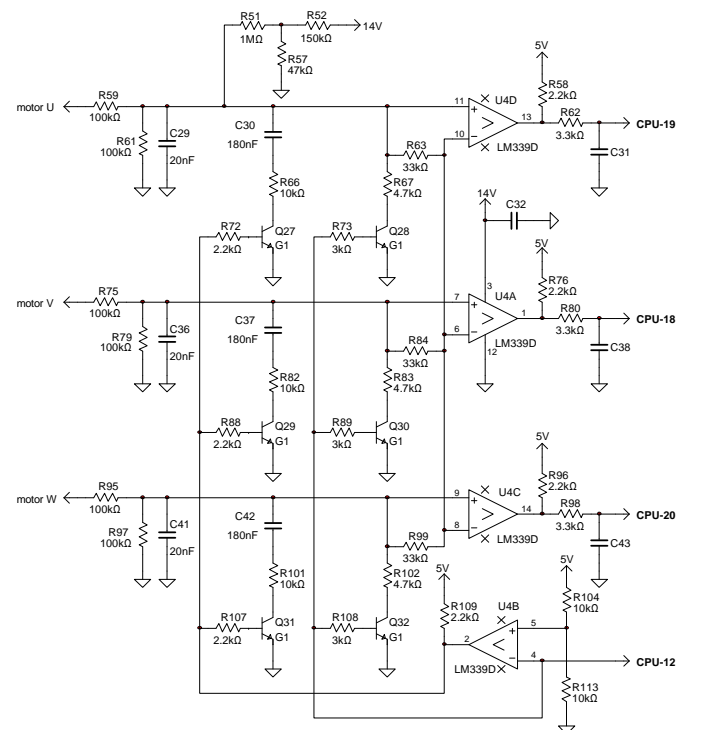 R51
1MΩ
R52
150kΩ
14V
R57
47kΩ
5V
R58
2.2kΩ
motor U
R59
100kΩ
R61
100kΩ
C29
20nF
C30
180nF
R66
10kΩ
R63
33kΩ
R67
4.7kΩ
11
10
+
−
U4D
13
LM339D
R62
3.3kΩ
CPU-19
C31
R72
2.2kΩ
Q27
G1
R73
3kΩ
Q28
G1
14V
C32
5V
R76
2.2kΩ
motor V
R75
100kΩ
R79
100kΩ
C36
20nF
C37
180nF
R82
10kΩ
R84
33kΩ
R83
4.7kΩ
7
6
+
−
3
12
U4A
1
LM339D
R80
3.3kΩ
CPU-18
C38
R88
2.2kΩ
Q29
G1
R89
3kΩ
Q30
G1
5V
R96
2.2kΩ
motor W
R95
100kΩ
R97
100kΩ
C41
20nF
C42
180nF
R101
10kΩ
R99
33kΩ
R102
4.7kΩ
9
8
+
−
U4C
14
LM339D
R98
3.3kΩ
CPU-20
C43
R107
2.2kΩ
Q31
G1
R108
3kΩ
Q32
G1
5V
R109
2.2kΩ
2
U4B
+
−
5
4
LM339D
5V
R104
10kΩ
CPU-12
R113
10kΩ